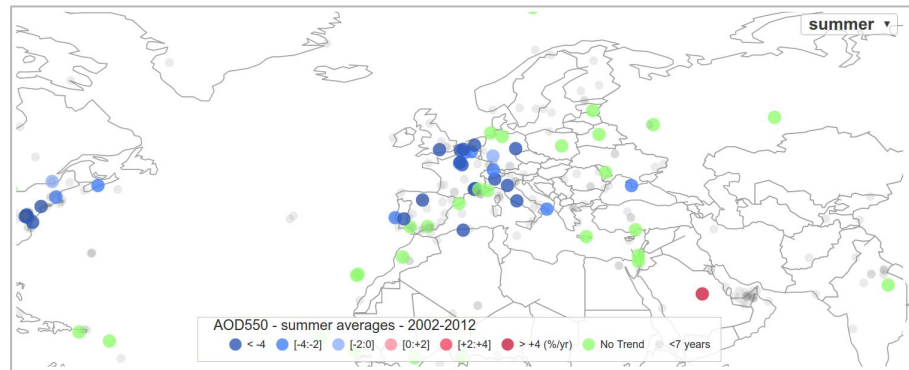 summer ▾
AOD550 - summer averages - 2002-2012
< -4 [-4:-2] [-2:0] [0:+2] [+2:+4] > +4 (%/yr) No Trend <7 years